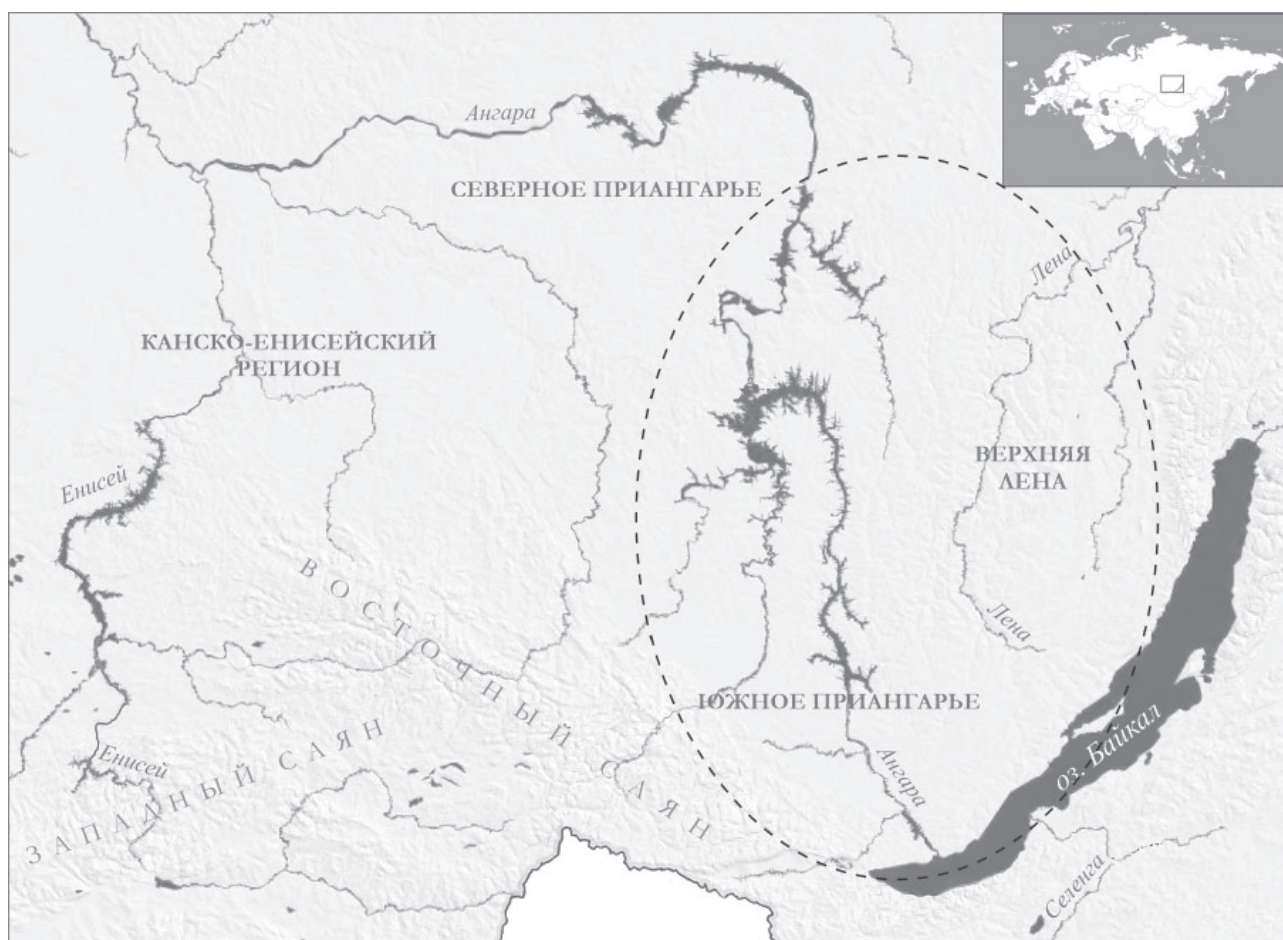 Ангара
СЕВЕРНОЕ ПРИАНГАРЬЕ
Лена
КАНСКО-ЕНИСЕЙСКИЙ
РЕГИОН
ВЕРХНЯЯ
ЛЕНА
Енисей
ВОСТОЧНЫЙ САЯН
Лена
ЮЖНОЕ ПРИАНГАРЬЕ
оз. Байкал
Ангара
Енисей
ЗАПАДНЫЙ САЯН
Селенга